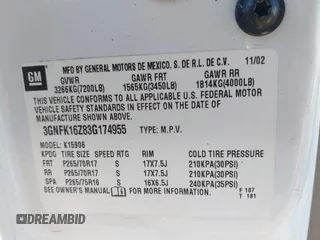 GM
MFD BY GENERAL MOTORS DE MEXICO, S. DE R.L. DE C.V. 11/02
GVWR GAWR FRT GAWR RR
3266KG(7200LB) 1565KG(3450LB) 1814KG(4000LB)
THIS VEHICLE CONFORMS TO ALL APPLICABLE U.S. FEDERAL MOTOR
VEHICLE SAFETY STANDARDS IN EFFECT ON THE DATE OF
MANUFACTURE SHOWN ABOVE.
3GNFK16Z83G174955 TYPE: M.P.V.
MODEL: K15906
KPDG TIRE SIZE SPEED RTG RIM COLD TIRE PRESSURE
FRT P265/70R17 S 17X7.5J 210KPA(30PSI)
RR P265/70R17 S 17X7.5J 210KPA(30PSI)
SPA P265/75R16 S 16X6.5J 240KPA(35PSI)
SEE OWNER'S MANUAL FOR MORE INFORMATION. F 187
T 181
DREAMBID